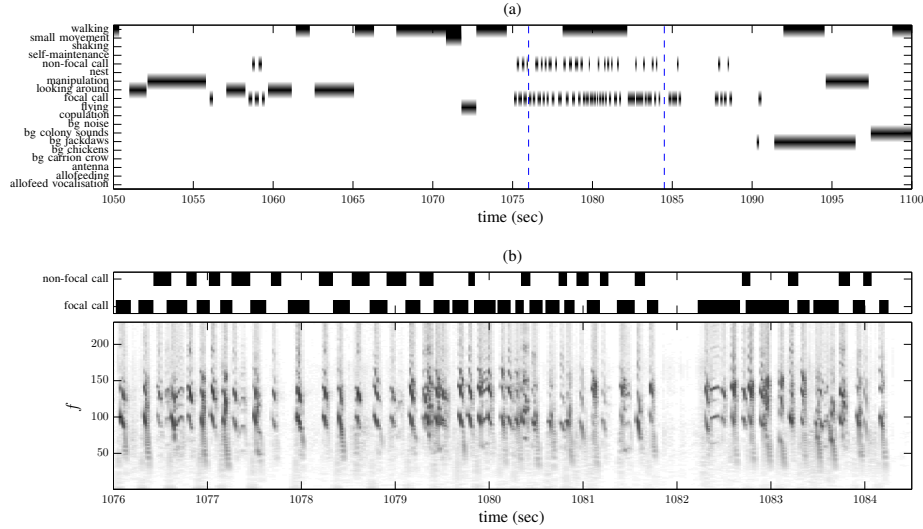 (a)
walking
small movement
shaking
self-maintenance
non-focal call
nest
manipulation
looking around
focal call
flying
copulation
bg noise
bg colony sounds
bg jackdaws
bg chickens
bg carrion crow
antenna
allofeeding
allofeed vocalisation
1050 1055 1060 1065 1070 1075 1080 1085 1090 1095 1100
time (sec)
(b)
non-focal call
focal call
200
150
100
50
f
1076 1077 1078 1079 1080 1081 1082 1083 1084
time (sec)